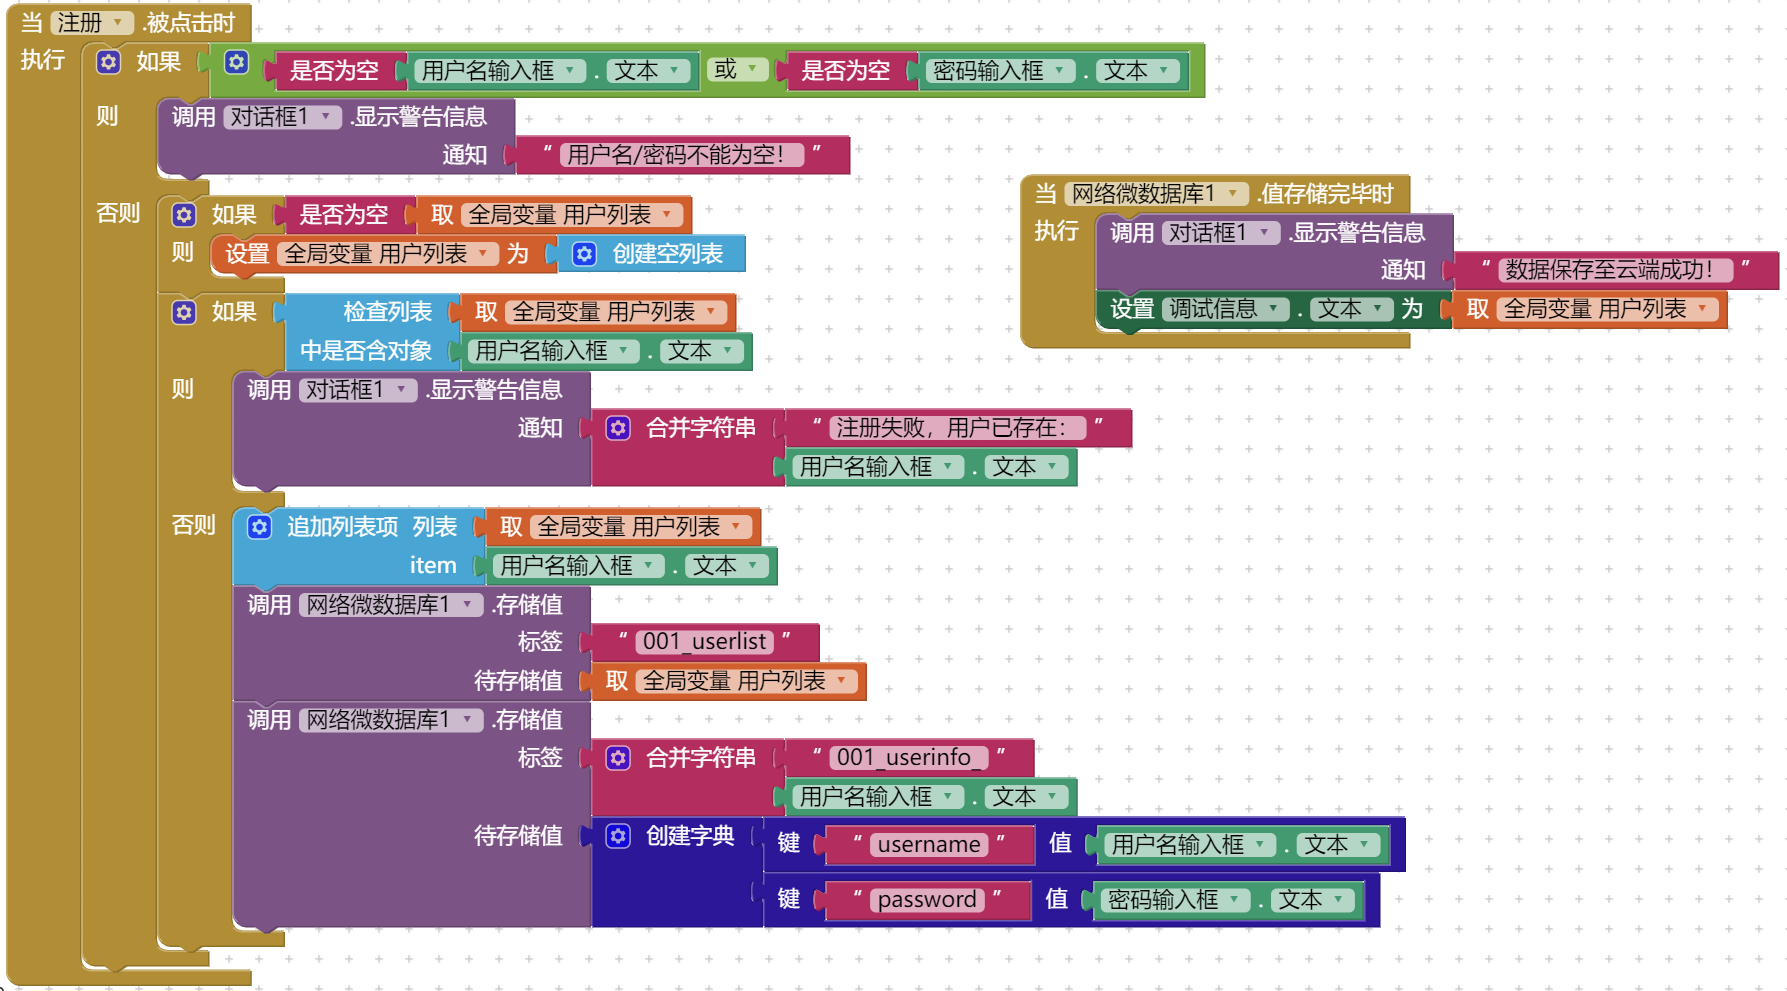 当 注册 .被点击时
执行 如果 是否为空 用户名输入框 . 文本 或 是否为空 密码输入框 . 文本
则 调用 对话框1 .显示警告信息
通知 “ 用户名/密码不能为空！ ”
否则 如果 是否为空 取 全局变量 用户列表
则 设置 全局变量 用户列表 为 创建空列表
如果 检查列表 取 全局变量 用户列表
中是否含对象 用户名输入框 . 文本
则 调用 对话框1 .显示警告信息
通知 合并字符串 “ 注册失败，用户已存在： ”
用户名输入框 . 文本
否则 追加列表项 列表 取 全局变量 用户列表
item 用户名输入框 . 文本
调用 网络微数据库1 .存储值
标签 “ 001_userlist ”
待存储值 取 全局变量 用户列表
调用 网络微数据库1 .存储值
标签 合并字符串 “ 001_userinfo_ ”
用户名输入框 . 文本
待存储值 创建字典 键 “ username ” 值 用户名输入框 . 文本
键 “ password ” 值 密码输入框 . 文本
当 网络微数据库1 .值存储完毕时
执行 调用 对话框1 .显示警告信息
通知 “ 数据保存至云端成功！ ”
设置 调试信息 . 文本 为 取 全局变量 用户列表